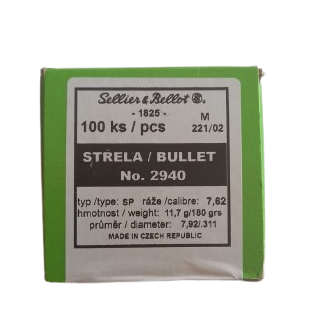 Sellier & Bellot S&B.
- 1825 -
100 ks / pcs
M
221/02
STŘELA / BULLET
No. 2940
typ /type: SP ráže /calibre: 7,62
hmotnost / weight: 11,7 g/180 grs
průměr / diameter: 7,92/.311
MADE IN CZECH REPUBLIC